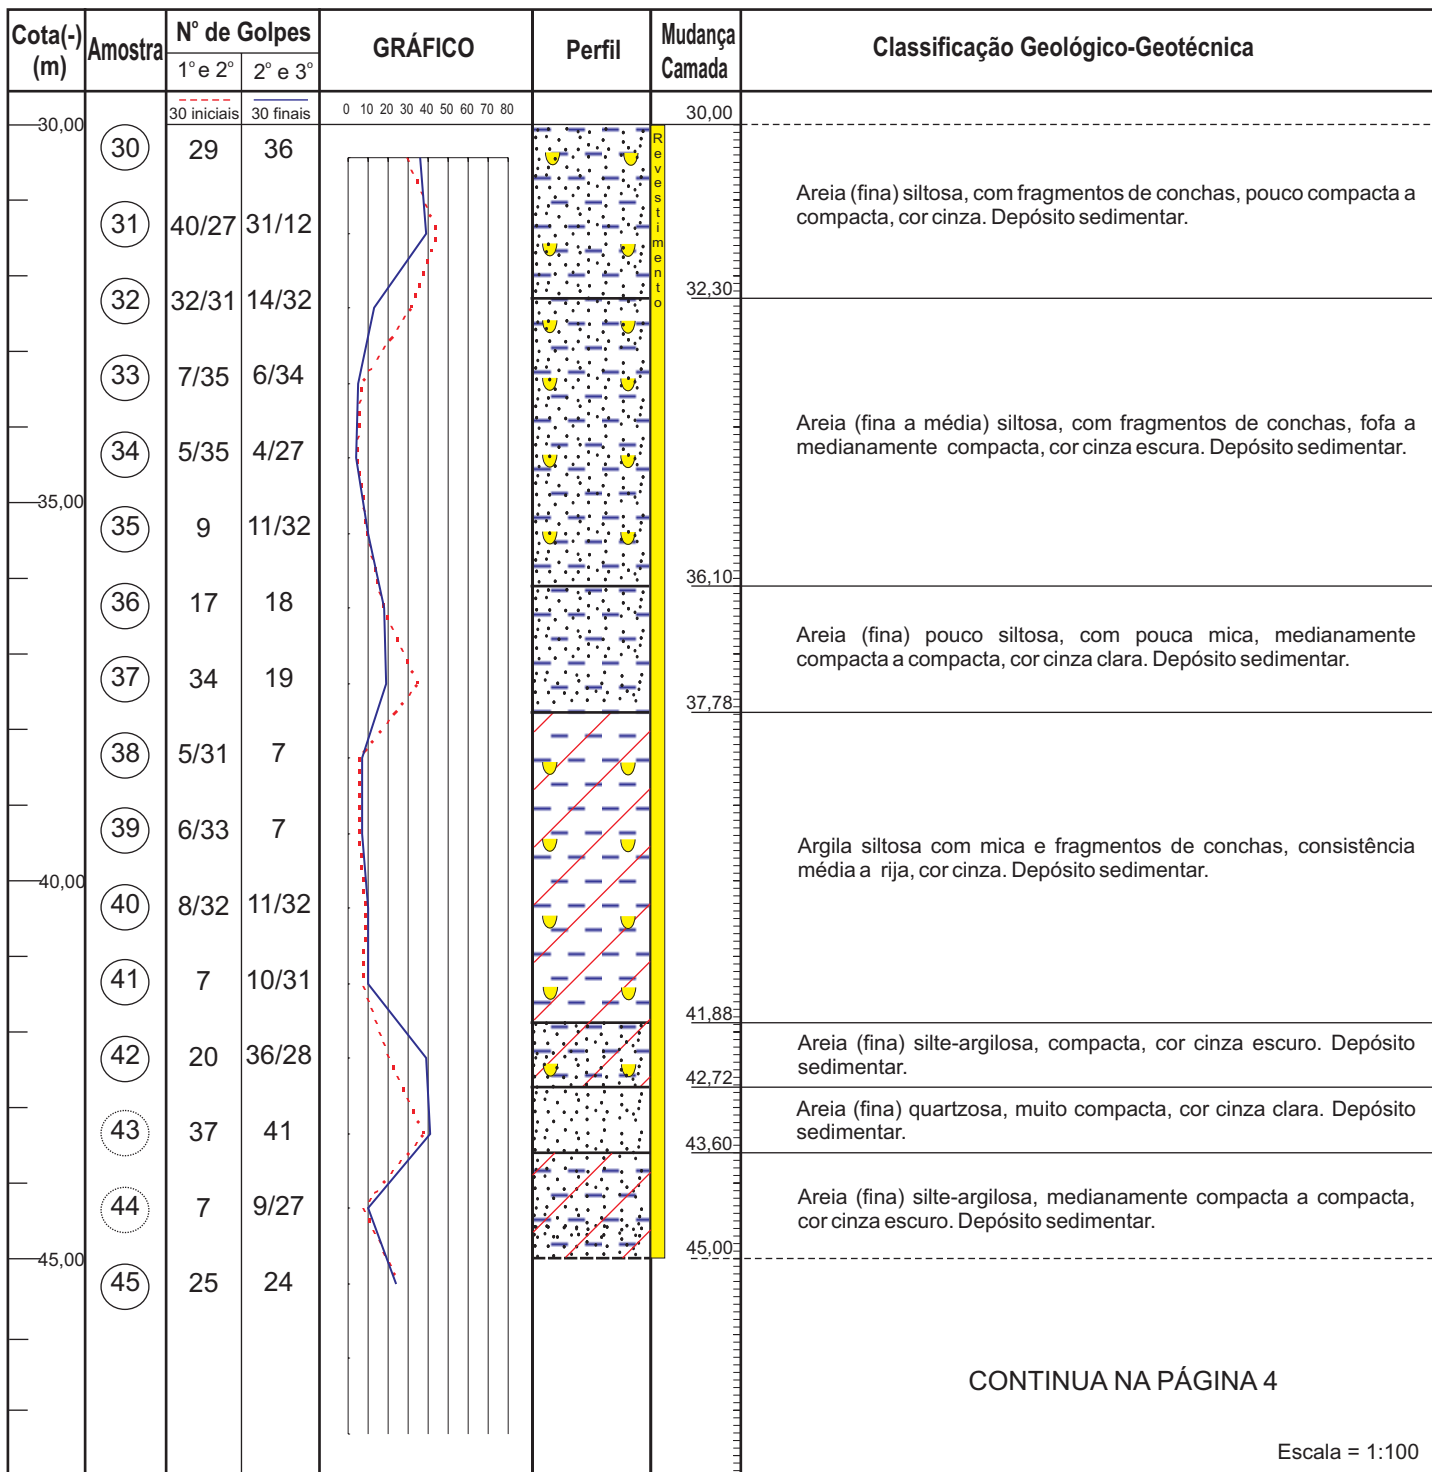 Cota(-) (m) Amostra N° de Golpes GRÁFICO Perfil Mudança Camada Classificação Geológico-Geotécnica
1° e 2° 2° e 3°
30 iniciais 30 finais 0 10 20 30 40 50 60 70 80 30,00
30,00
30 29 36
Revestimento
Areia (fina) siltosa, com fragmentos de conchas, pouco compacta a
compacta, cor cinza. Depósito sedimentar.
31 40/27 31/12
32,30
32 32/31 14/32
33 7/35 6/34
Areia (fina a média) siltosa, com fragmentos de conchas, fofa a
medianamente compacta, cor cinza escura. Depósito sedimentar.
34 5/35 4/27
35,00
35 9 11/32
36,10
36 17 18
Areia (fina) pouco siltosa, com pouca mica, medianamente
compacta a compacta, cor cinza clara. Depósito sedimentar.
37 34 19
37,78
38 5/31 7
39 6/33 7
Argila siltosa com mica e fragmentos de conchas, consistência
média a rija, cor cinza. Depósito sedimentar.
40,00
40 8/32 11/32
41 7 10/31
41,88
Areia (fina) silte-argilosa, compacta, cor cinza escuro. Depósito
sedimentar.
42 20 36/28
42,72
Areia (fina) quartzosa, muito compacta, cor cinza clara. Depósito
sedimentar.
43 37 41
43,60
Areia (fina) silte-argilosa, medianamente compacta a compacta,
cor cinza escuro. Depósito sedimentar.
44 7 9/27
45,00
45,00
45 25 24
CONTINUA NA PÁGINA 4
Escala = 1:100